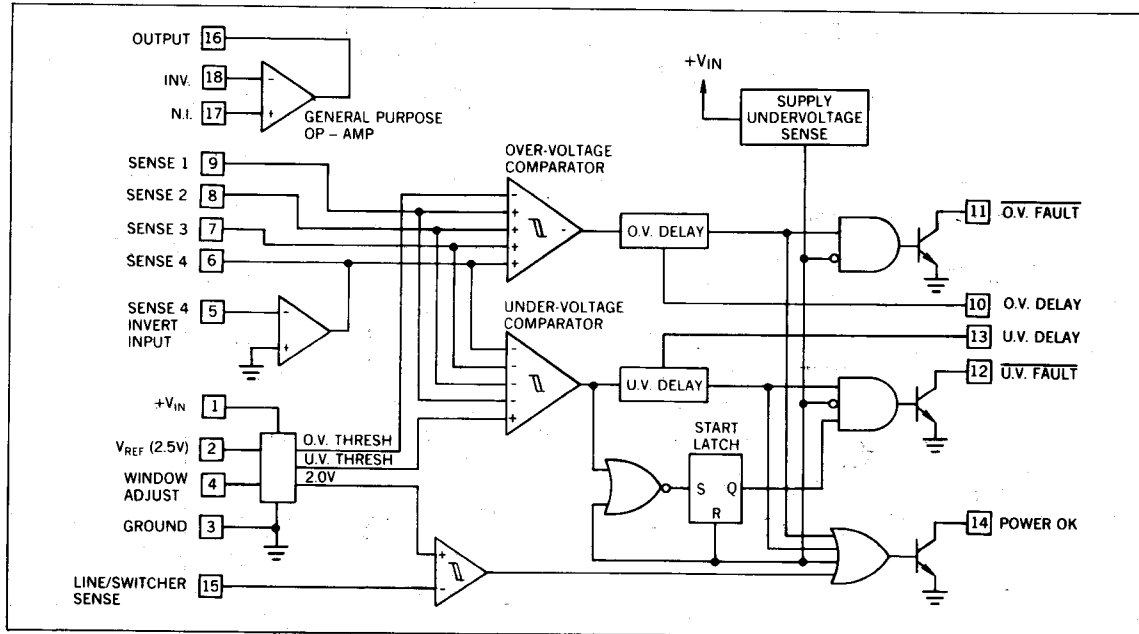 OUTPUT 16
INV. 18 -
N.I. 17 +
GENERAL PURPOSE
OP – AMP
+VIN
SUPPLY
UNDERVOLTAGE
SENSE
SENSE 1 9
SENSE 2 8
SENSE 3 7
SENSE 4 6
OVER-VOLTAGE
COMPARATOR
-
+
+
+
+
-
O.V. DELAY
11 O.V. FAULT
SENSE 4
INVERT
INPUT
5 -
+
UNDER-VOLTAGE
COMPARATOR
-
-
-
-
+
U.V. DELAY
10 O.V. DELAY
13 U.V. DELAY
12 U.V. FAULT
+VIN 1
VREF (2.5V) 2
WINDOW
ADJUST
4
GROUND 3
O.V. THRESH
U.V. THRESH
2.0V
START
LATCH
S Q
R
14 POWER OK
LINE/SWITCHER
SENSE
15
+
-